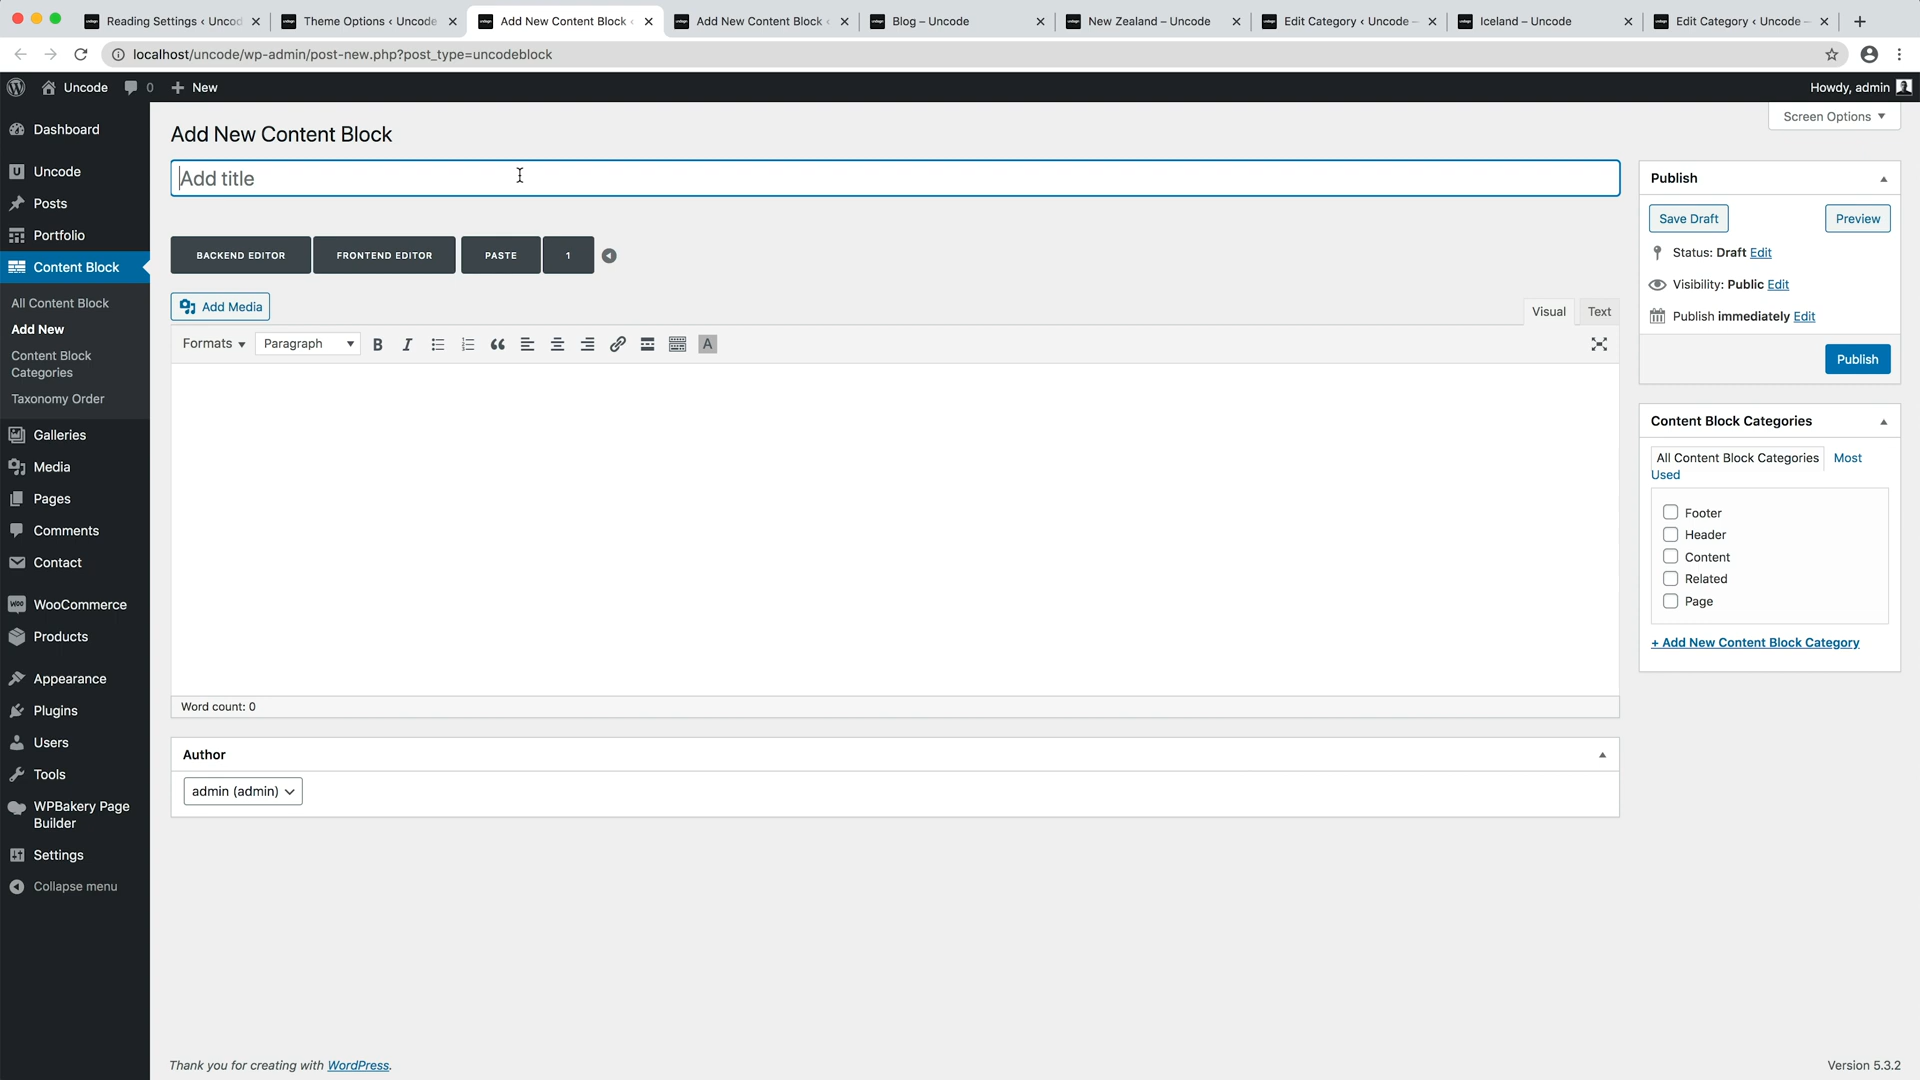 Reading Settings ‹ Uncod
Theme Options ‹ Uncode
Add New Content Block ‹
Add New Content Block ‹
Blog – Uncode
New Zealand – Uncode
Edit Category ‹ Uncode –
Iceland – Uncode
Edit Category ‹ Uncode –
localhost/uncode/wp-admin/post-new.php?post_type=uncodeblock
Uncode
0
New
Howdy, admin
Screen Options
Dashboard
Uncode
Posts
Portfolio
Content Block
All Content Block
Add New
Content Block
Categories
Taxonomy Order
Galleries
Media
Pages
Comments
Contact
WooCommerce
Products
Appearance
Plugins
Users
Tools
WPBakery Page
Builder
Settings
Collapse menu
Add New Content Block
Add title
BACKEND EDITOR
FRONTEND EDITOR
PASTE
1
Add Media
Visual
Text
Formats
Paragraph
B
I
A
Word count: 0
Author
admin (admin)
Publish
Save Draft
Preview
Status: Draft Edit
Visibility: Public Edit
Publish immediately Edit
Publish
Content Block Categories
All Content Block Categories
Most
Used
Footer
Header
Content
Related
Page
+ Add New Content Block Category
Thank you for creating with WordPress.
Version 5.3.2